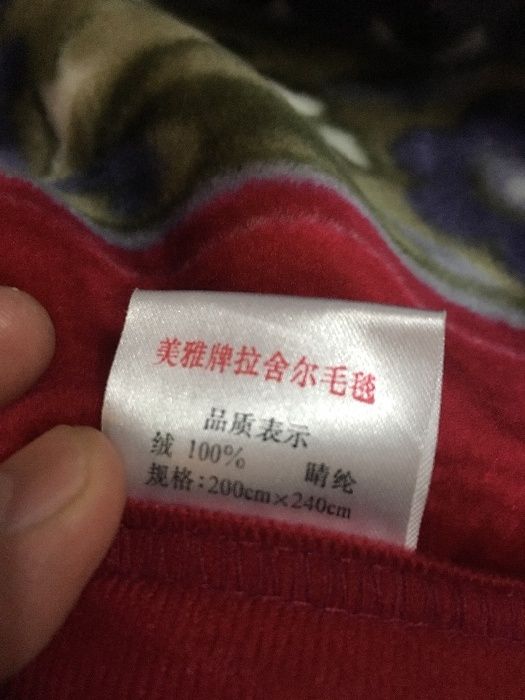 美雅牌拉舍尔毛毯
品质表示
绒 100% 晴纶
规格:200cm×240cm